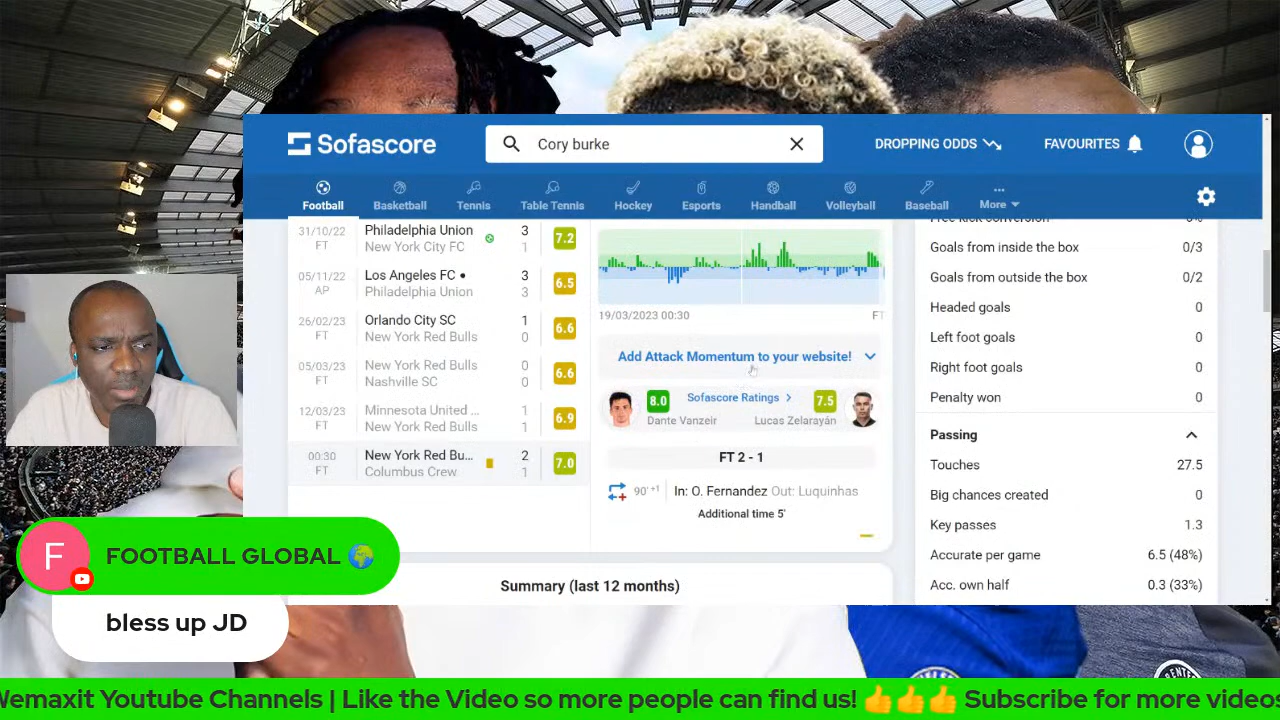 Sofascore
Cory burke
DROPPING ODDS
FAVOURITES
Football
Basketball
Tennis
Table Tennis
Hockey
Esports
Handball
Volleyball
Baseball
More
31/10/22 Philadelphia Union 3 7.2
FT New York City FC 1
05/11/22 Los Angeles FC • 3 6.5
AP Philadelphia Union 3
26/02/23 Orlando City SC 1 6.6
FT New York Red Bulls 0
05/03/23 New York Red Bulls 0 6.6
FT Nashville SC 0
12/03/23 Minnesota United ... 1 6.9
FT New York Red Bulls 1
00:30 New York Red Bu... 2 7.0
FT Columbus Crew 1
19/03/2023 00:30 FT
Add Attack Momentum to your website!
8.0 Sofascore Ratings > 7.5
Dante Vanzeir Lucas Zelarayán
FT 2 - 1
90' +1 In: O. Fernandez Out: Luquinhas
Additional time 5'
Summary (last 12 months)
Goals from inside the box 0/3
Goals from outside the box 0/2
Headed goals 0
Left foot goals 0
Right foot goals 0
Penalty won 0
Passing
Touches 27.5
Big chances created 0
Key passes 1.3
Accurate per game 6.5 (48%)
Acc. own half 0.3 (33%)
F
FOOTBALL GLOBAL 🌍
bless up JD
Wemaxit Youtube Channels | Like the Video so more people can find us! 👍👍👍 Subscribe for more videos